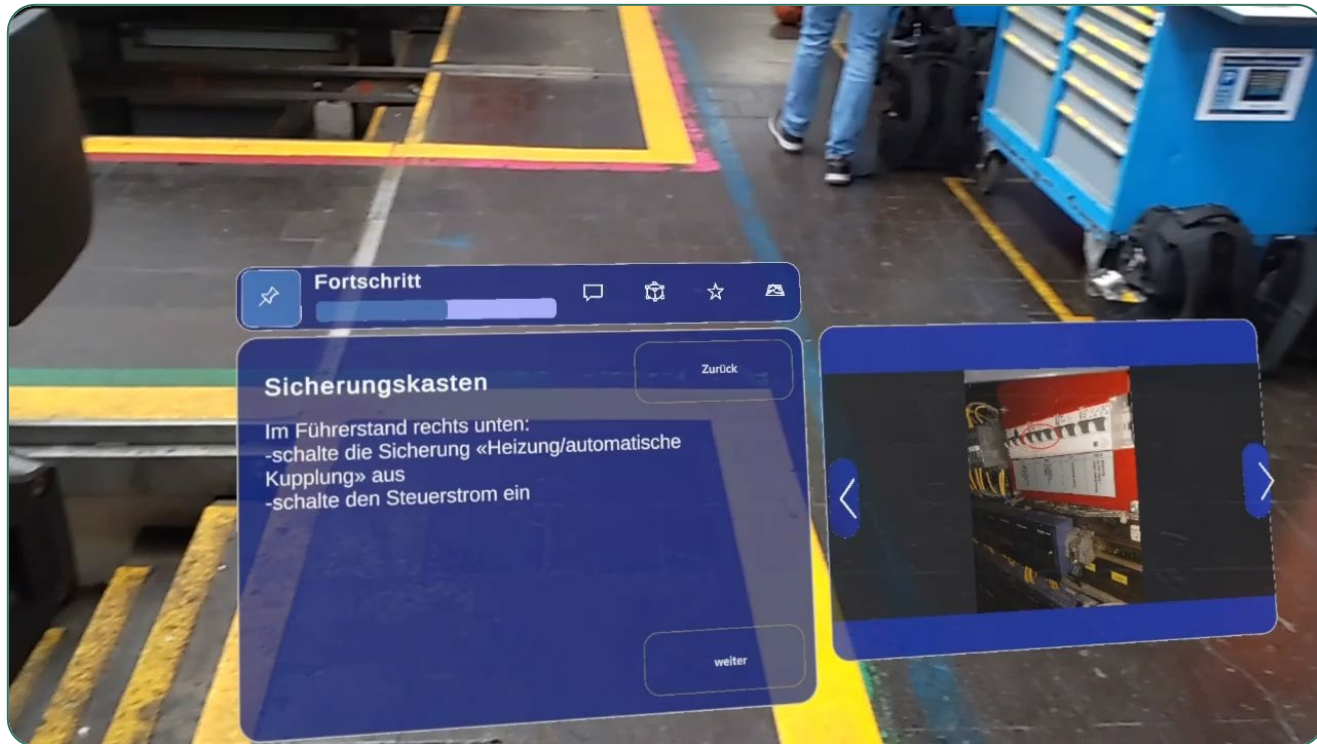 Fortschritt
Sicherungskasten
Zurück
Im Führerstand rechts unten:
-schalte die Sicherung «Heizung/automatische
Kupplung» aus
-schalte den Steuerstrom ein
weiter